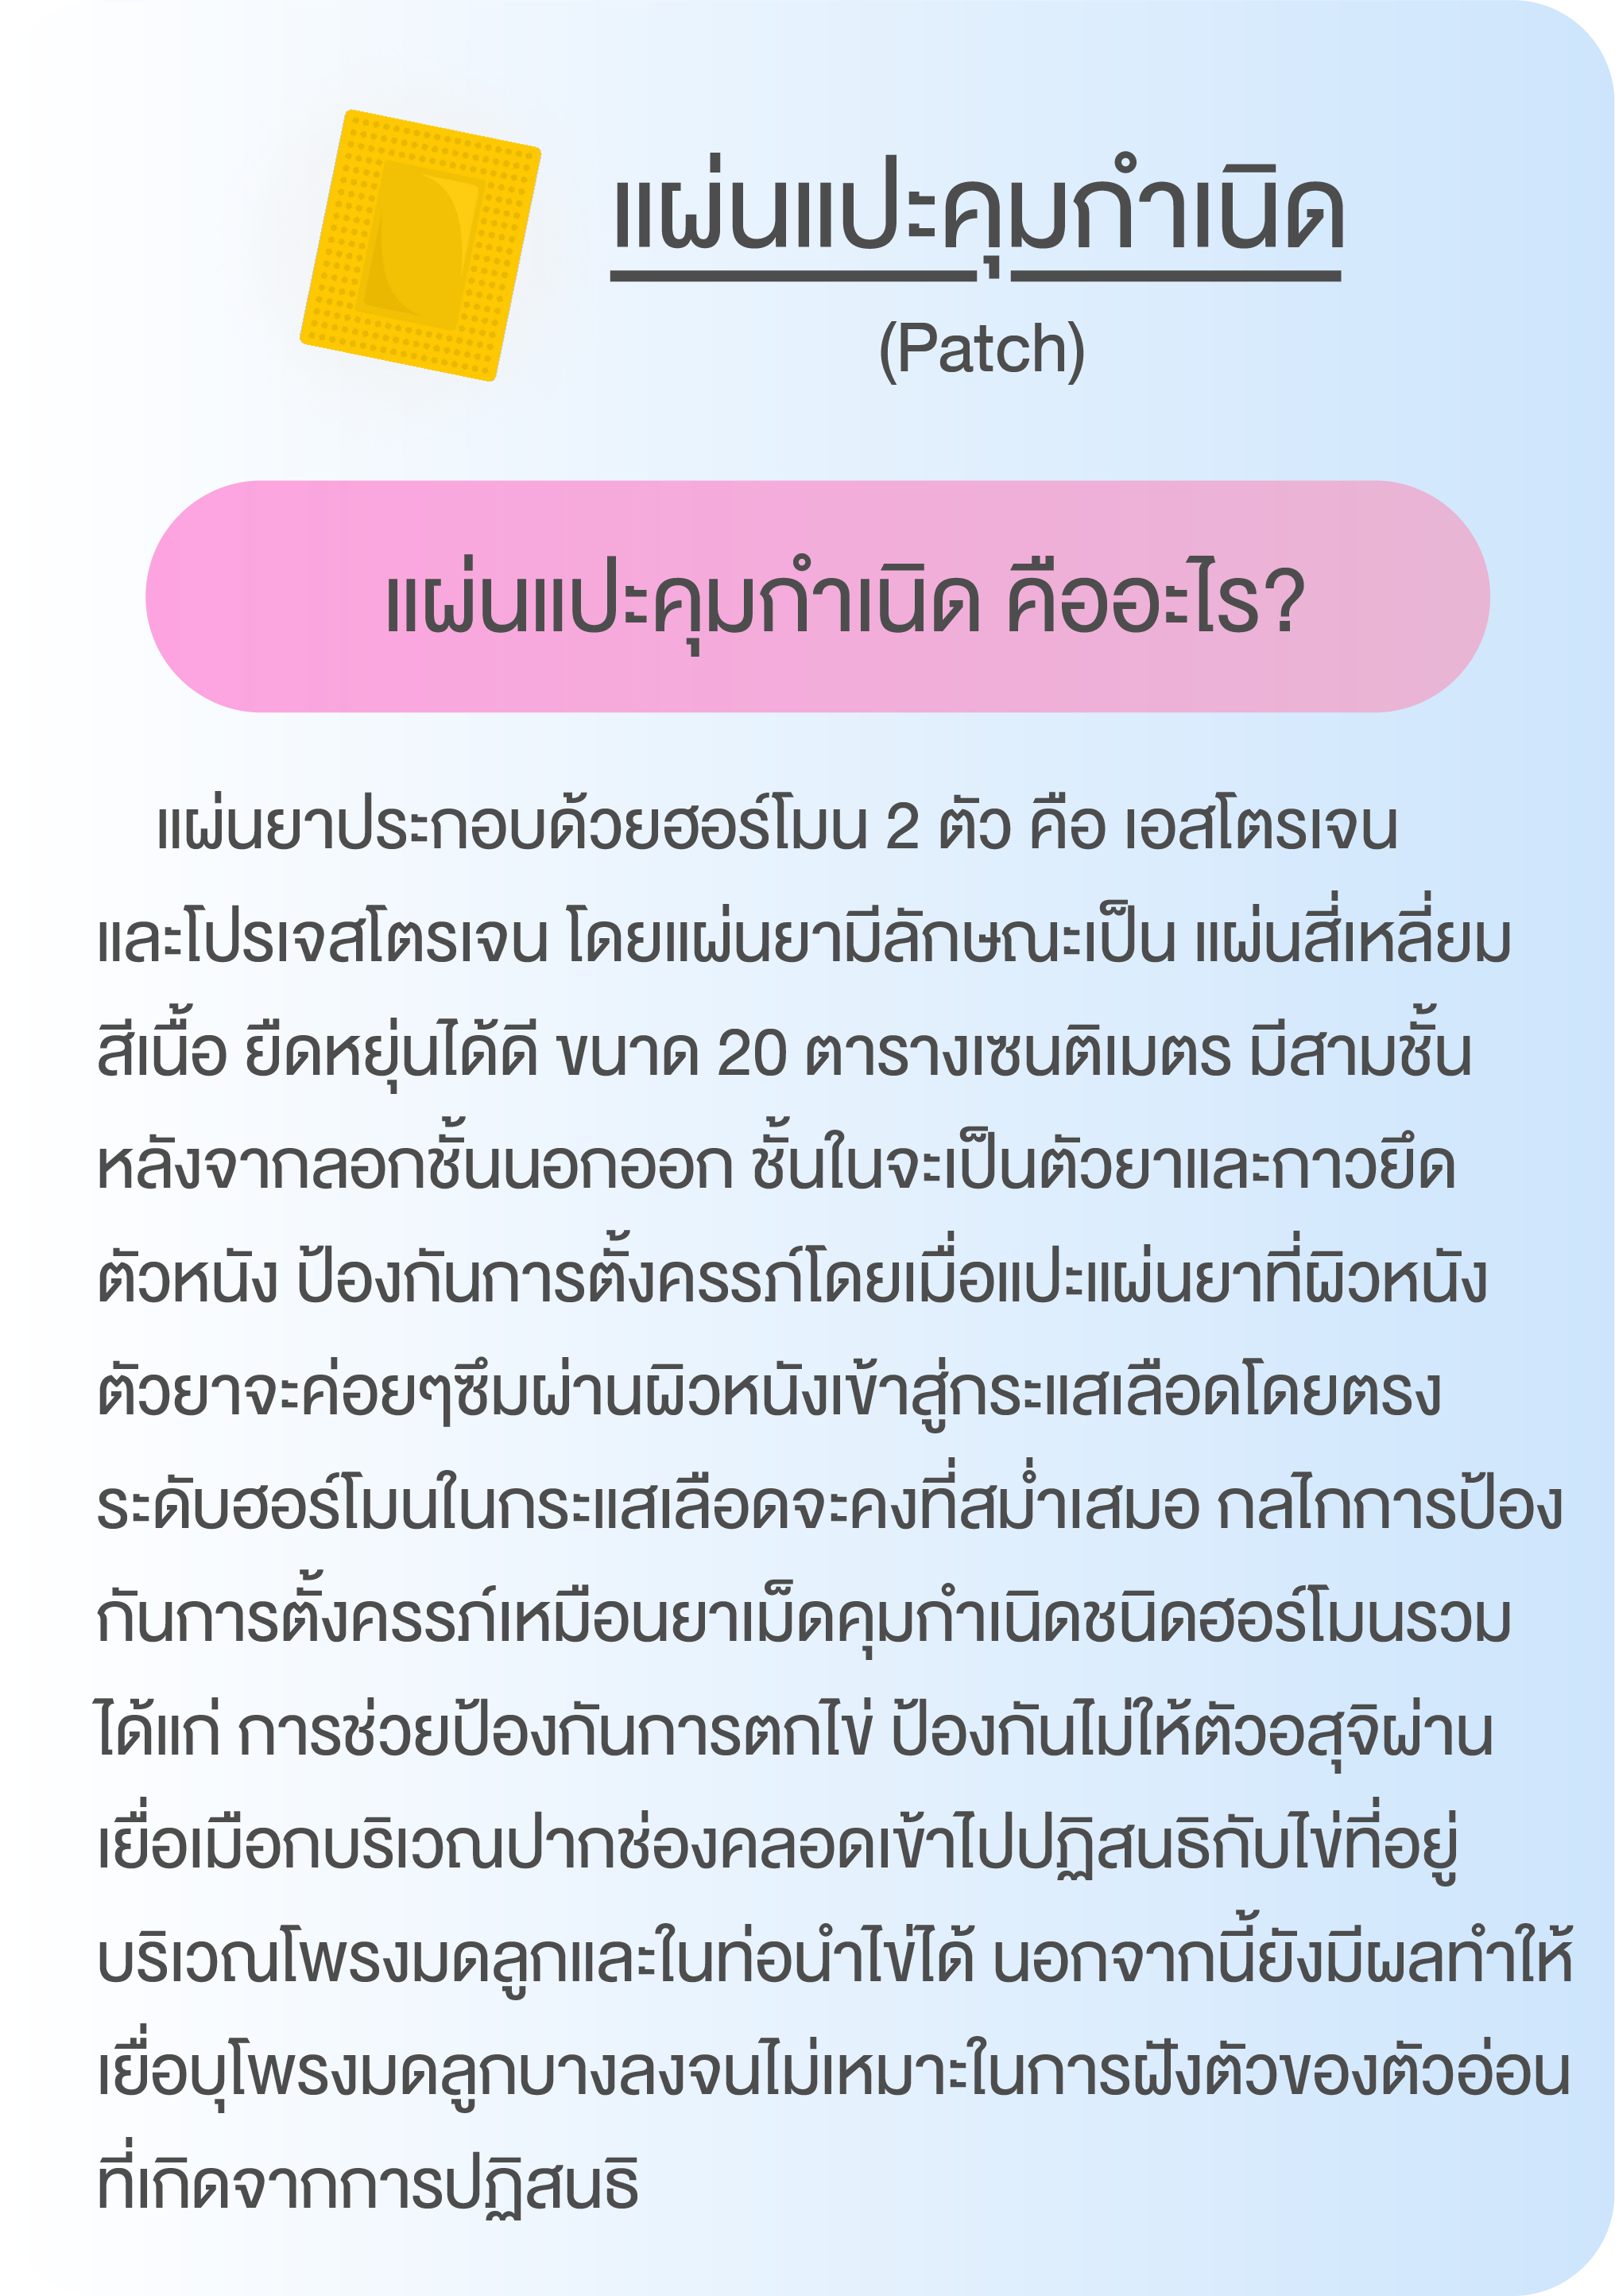 แผ่นแปะคุมกำเนิด
(Patch)
แผ่นแปะคุมกำเนิด คืออะไร?
แผ่นยาประกอบด้วยฮอร์โมน 2 ตัว คือ เอสโตรเจน
และโปรเจสโตรเจน โดยแผ่นยามีลักษณะเป็น แผ่นสี่เหลี่ยม
สีเนื้อ ยืดหยุ่นได้ดี ขนาด 20 ตารางเซนติเมตร มีสามชั้น
หลังจากลอกชั้นนอกออก ชั้นในจะเป็นตัวยาและกาวยึด
ตัวหนัง ป้องกันการตั้งครรภ์โดยเมื่อแปะแผ่นยาที่ผิวหนัง
ตัวยาจะค่อยๆซึมผ่านผิวหนังเข้าสู่กระแสเลือดโดยตรง
ระดับฮอร์โมนในกระแสเลือดจะคงที่สม่ำเสมอ กลไกการป้อง
กันการตั้งครรภ์เหมือนยาเม็ดคุมกำเนิดชนิดฮอร์โมนรวม
ได้แก่ การช่วยป้องกันการตกไข่ ป้องกันไม่ให้ตัวอสุจิผ่าน
เยื่อเมือกบริเวณปากช่องคลอดเข้าไปปฏิสนธิกับไข่ที่อยู่
บริเวณโพรงมดลูกและในท่อนำไข่ได้ นอกจากนี้ยังมีผลทำให้
เยื่อบุโพรงมดลูกบางลงจนไม่เหมาะในการฝังตัวของตัวอ่อน
ที่เกิดจากการปฏิสนธิ